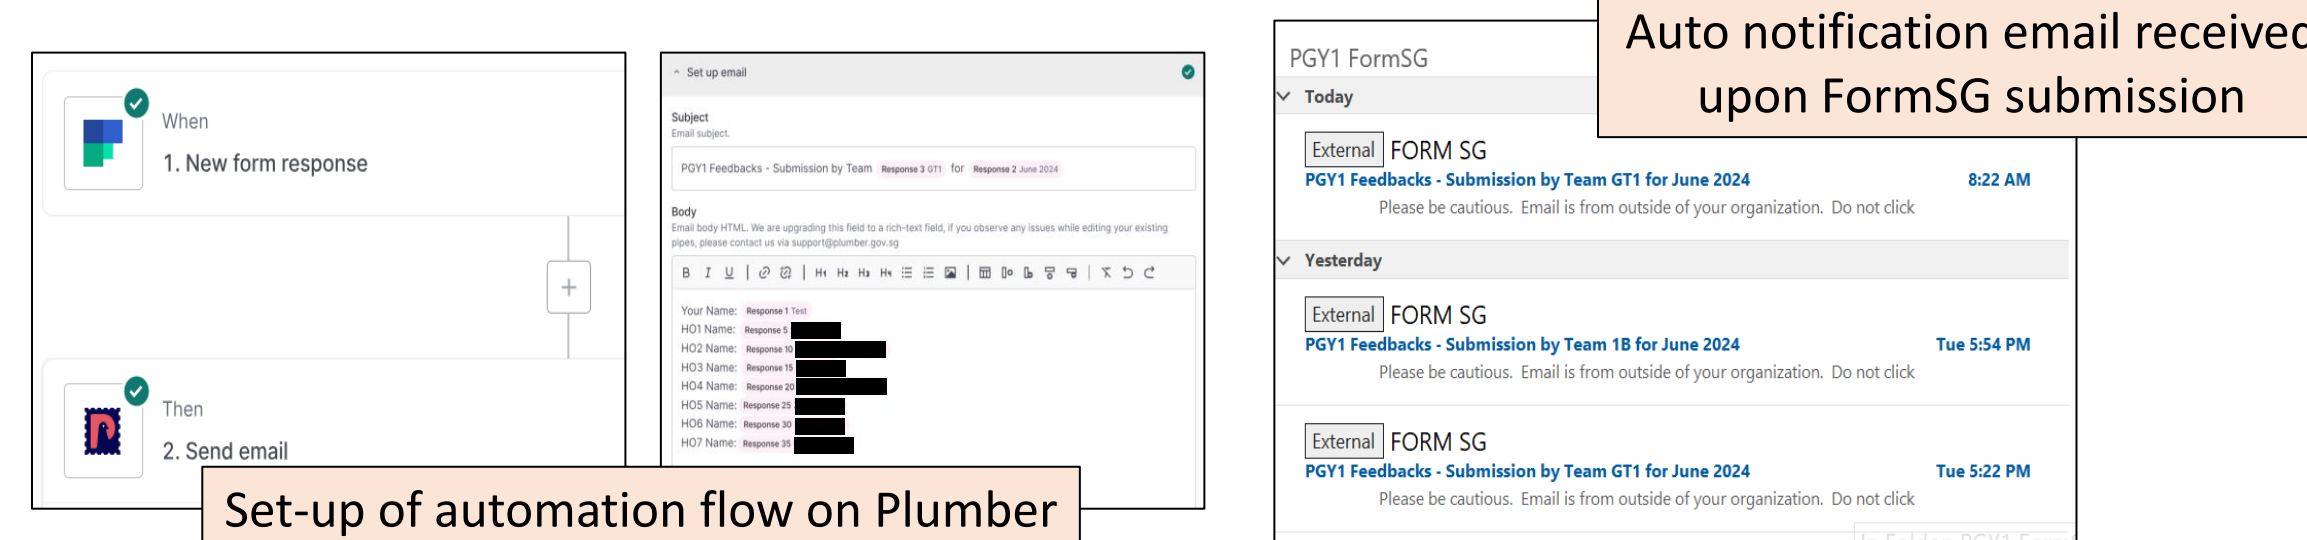 When
1. New form response
Then
2. Send email
Set up email
Subject
Email subject.
PGY1 Feedbacks - Submission by Team Response 3 GT1 for Response 2 June 2024
Body
Email body HTML. We are upgrading this field to a rich-text field, if you observe any issues while editing your existing
pipes, please contact us via support@plumber.gov.sg
B I U H1 H2 H3 H4
Your Name: Response 1 Test
HO1 Name: Response 5
HO2 Name: Response 10
HO3 Name: Response 15
HO4 Name: Response 20
HO5 Name: Response 25
HO6 Name: Response 30
HO7 Name: Response 35
Set-up of automation flow on Plumber
PGY1 FormSG
Auto notification email received
upon FormSG submission
Today
External FORM SG
PGY1 Feedbacks - Submission by Team GT1 for June 2024 8:22 AM
Please be cautious. Email is from outside of your organization. Do not click
Yesterday
External FORM SG
PGY1 Feedbacks - Submission by Team 1B for June 2024 Tue 5:54 PM
Please be cautious. Email is from outside of your organization. Do not click
External FORM SG
PGY1 Feedbacks - Submission by Team GT1 for June 2024 Tue 5:22 PM
Please be cautious. Email is from outside of your organization. Do not click